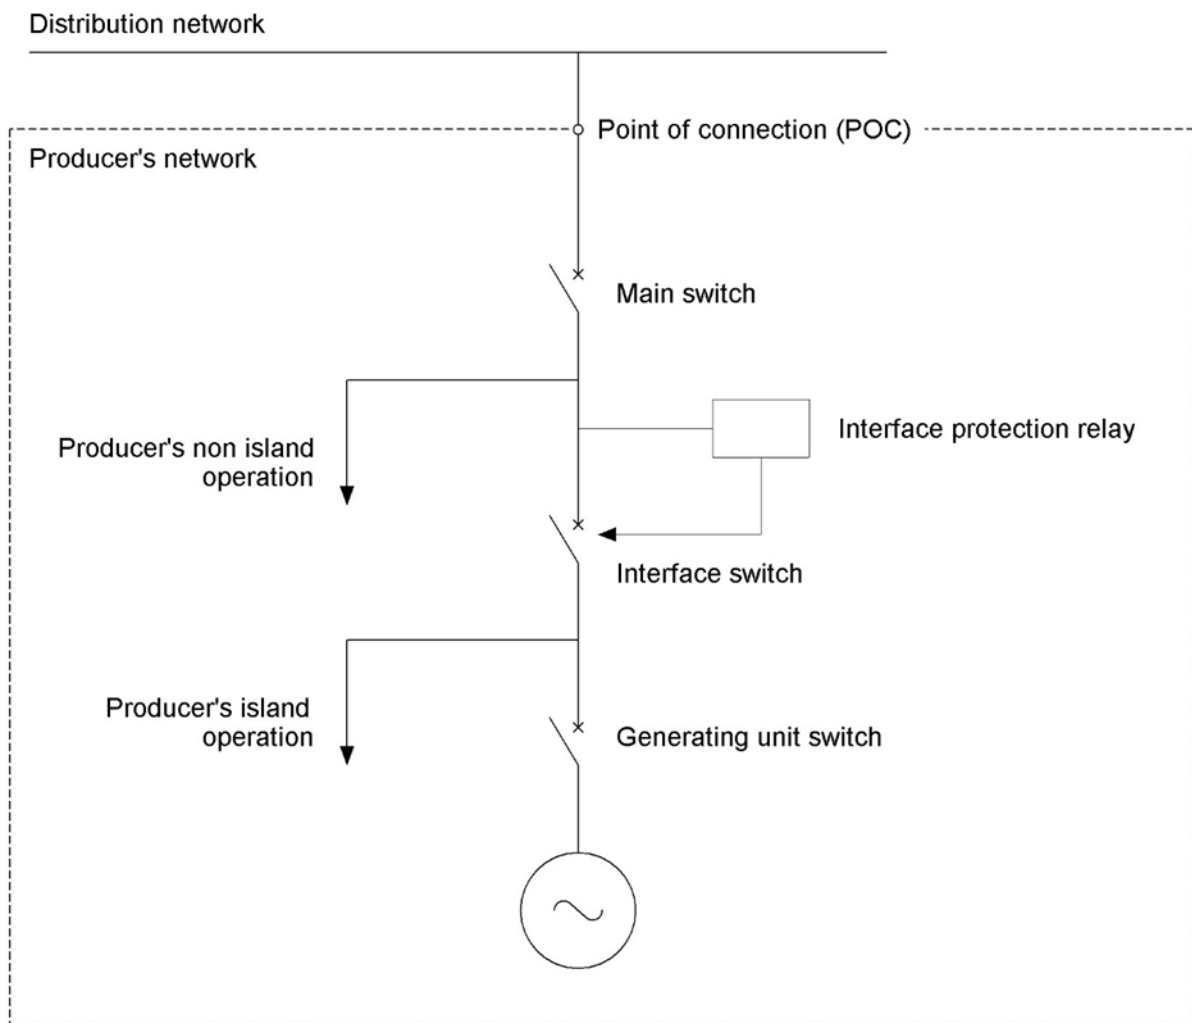 Distribution network
Point of connection (POC)
Producer's network
Main switch
Producer's non island
operation
Interface protection relay
Interface switch
Producer's island
operation
Generating unit switch